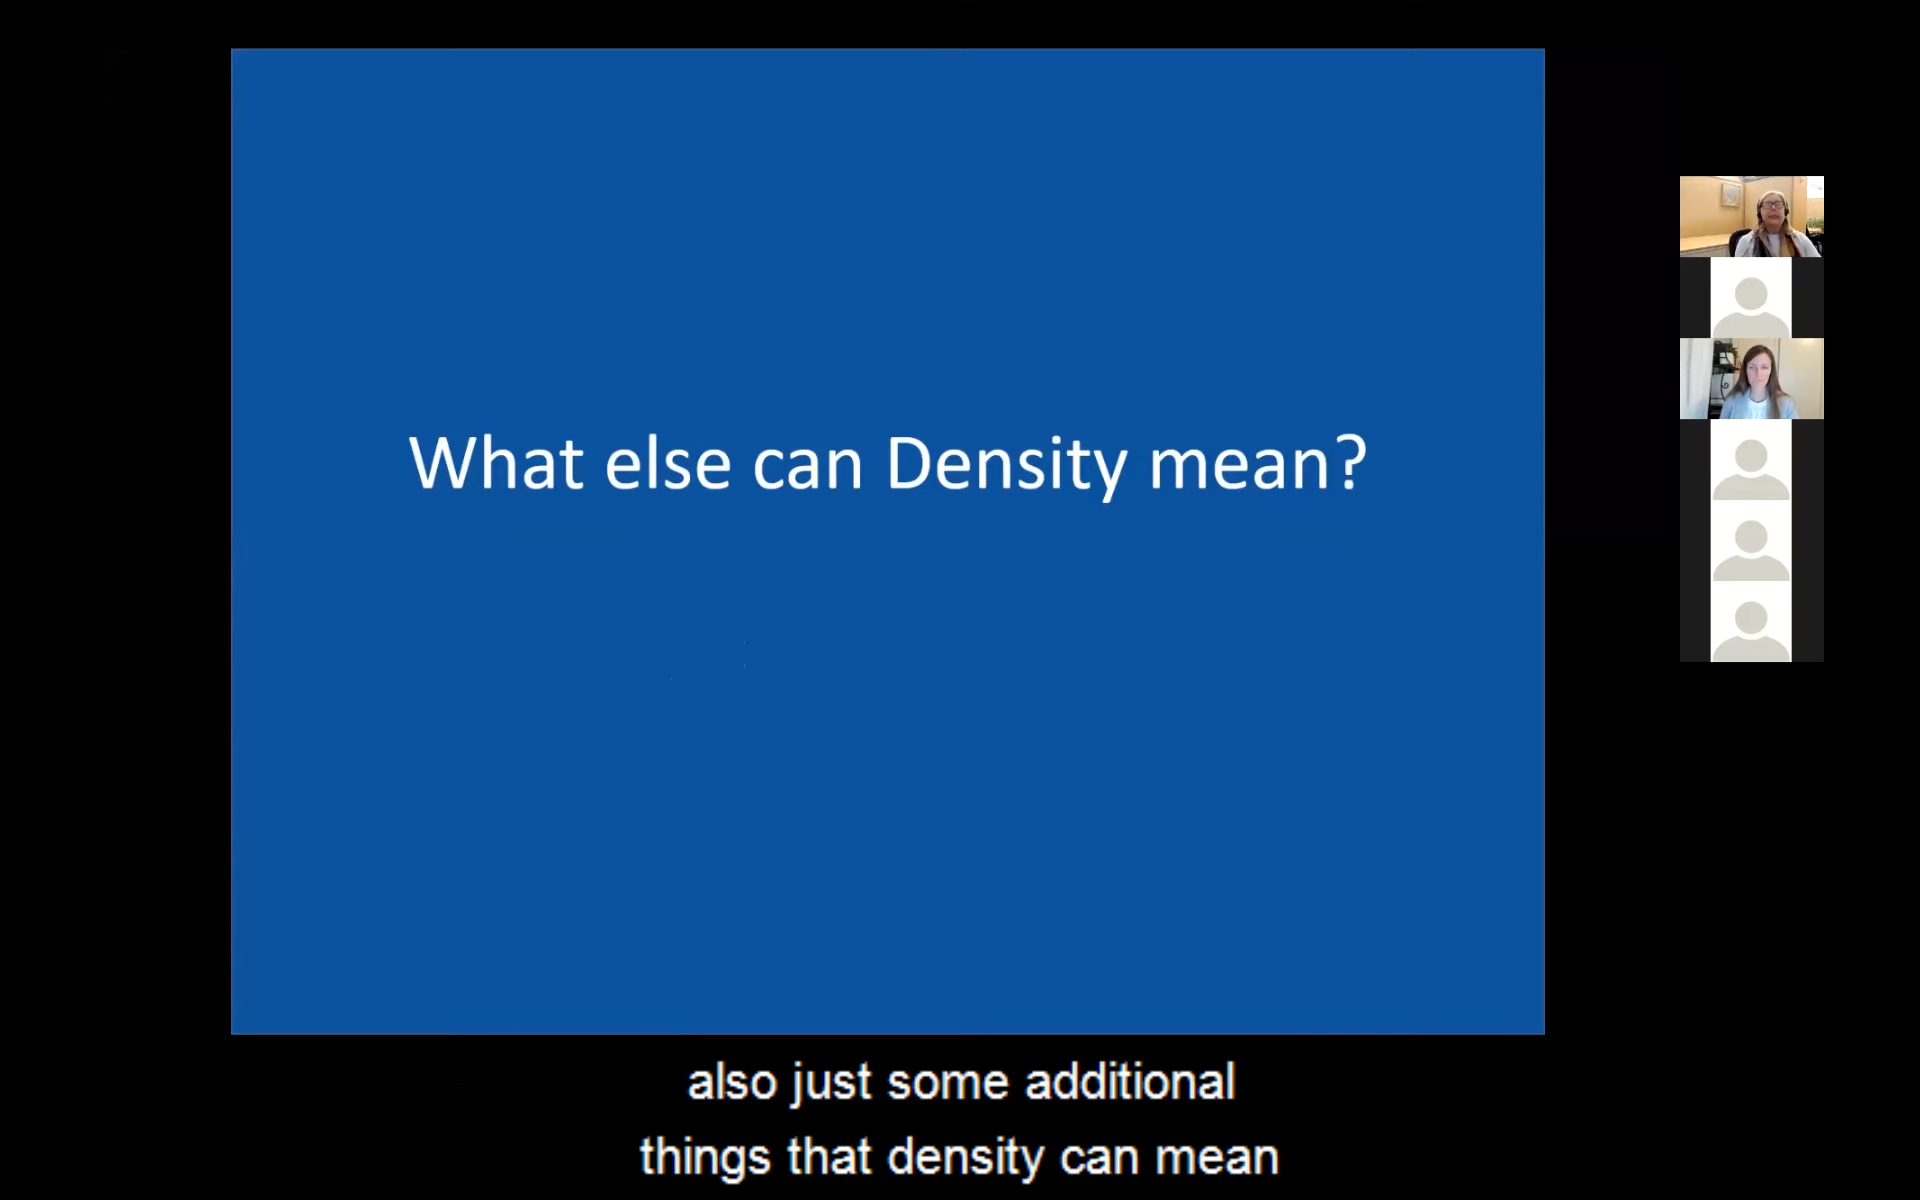 What else can Density mean?
also just some additional
things that density can mean